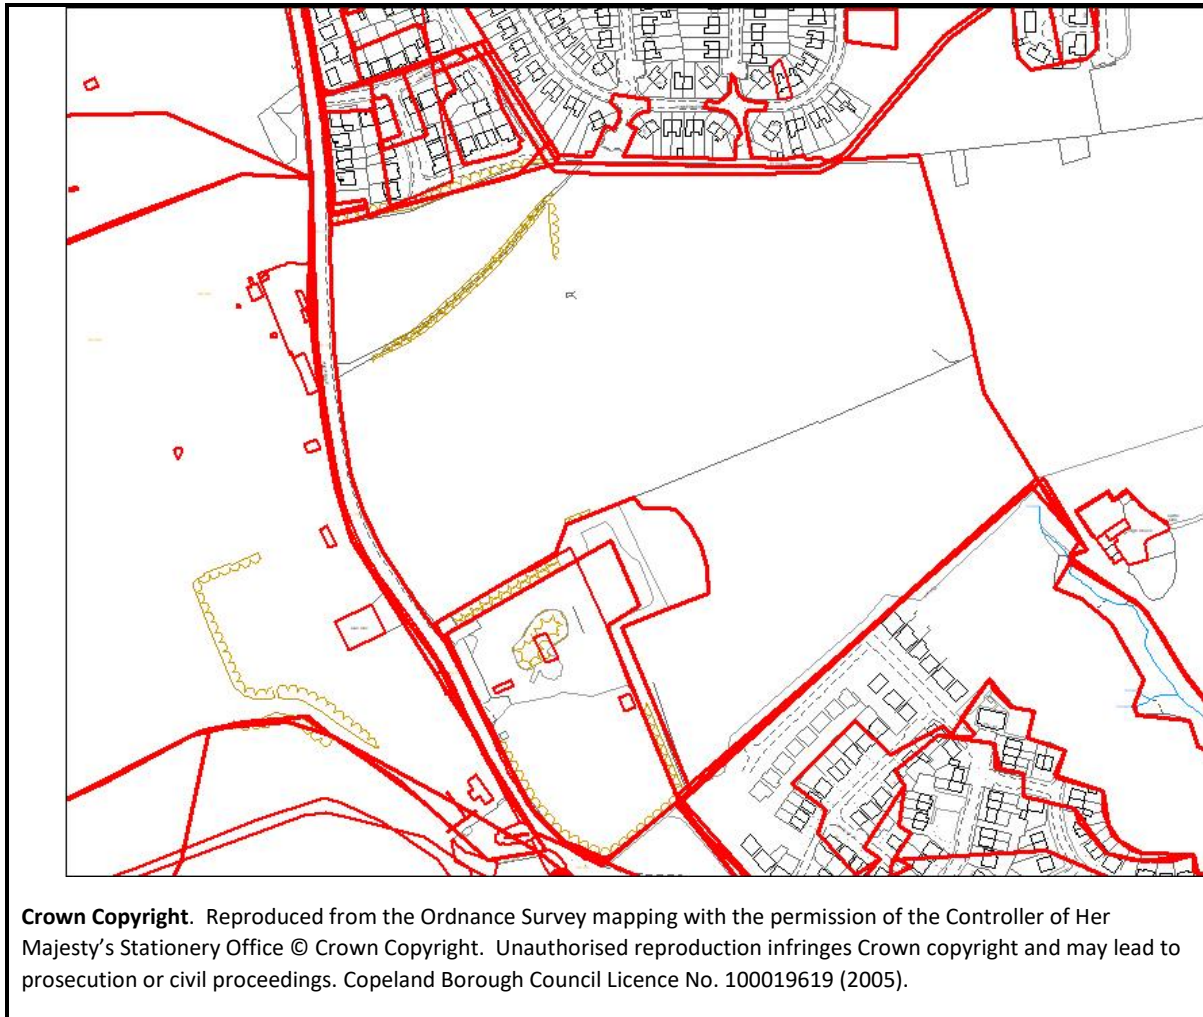 Crown Copyright. Reproduced from the Ordnance Survey mapping with the permission of the Controller of Her
Majesty’s Stationery Office © Crown Copyright. Unauthorised reproduction infringes Crown copyright and may lead to
prosecution or civil proceedings. Copeland Borough Council Licence No. 100019619 (2005).